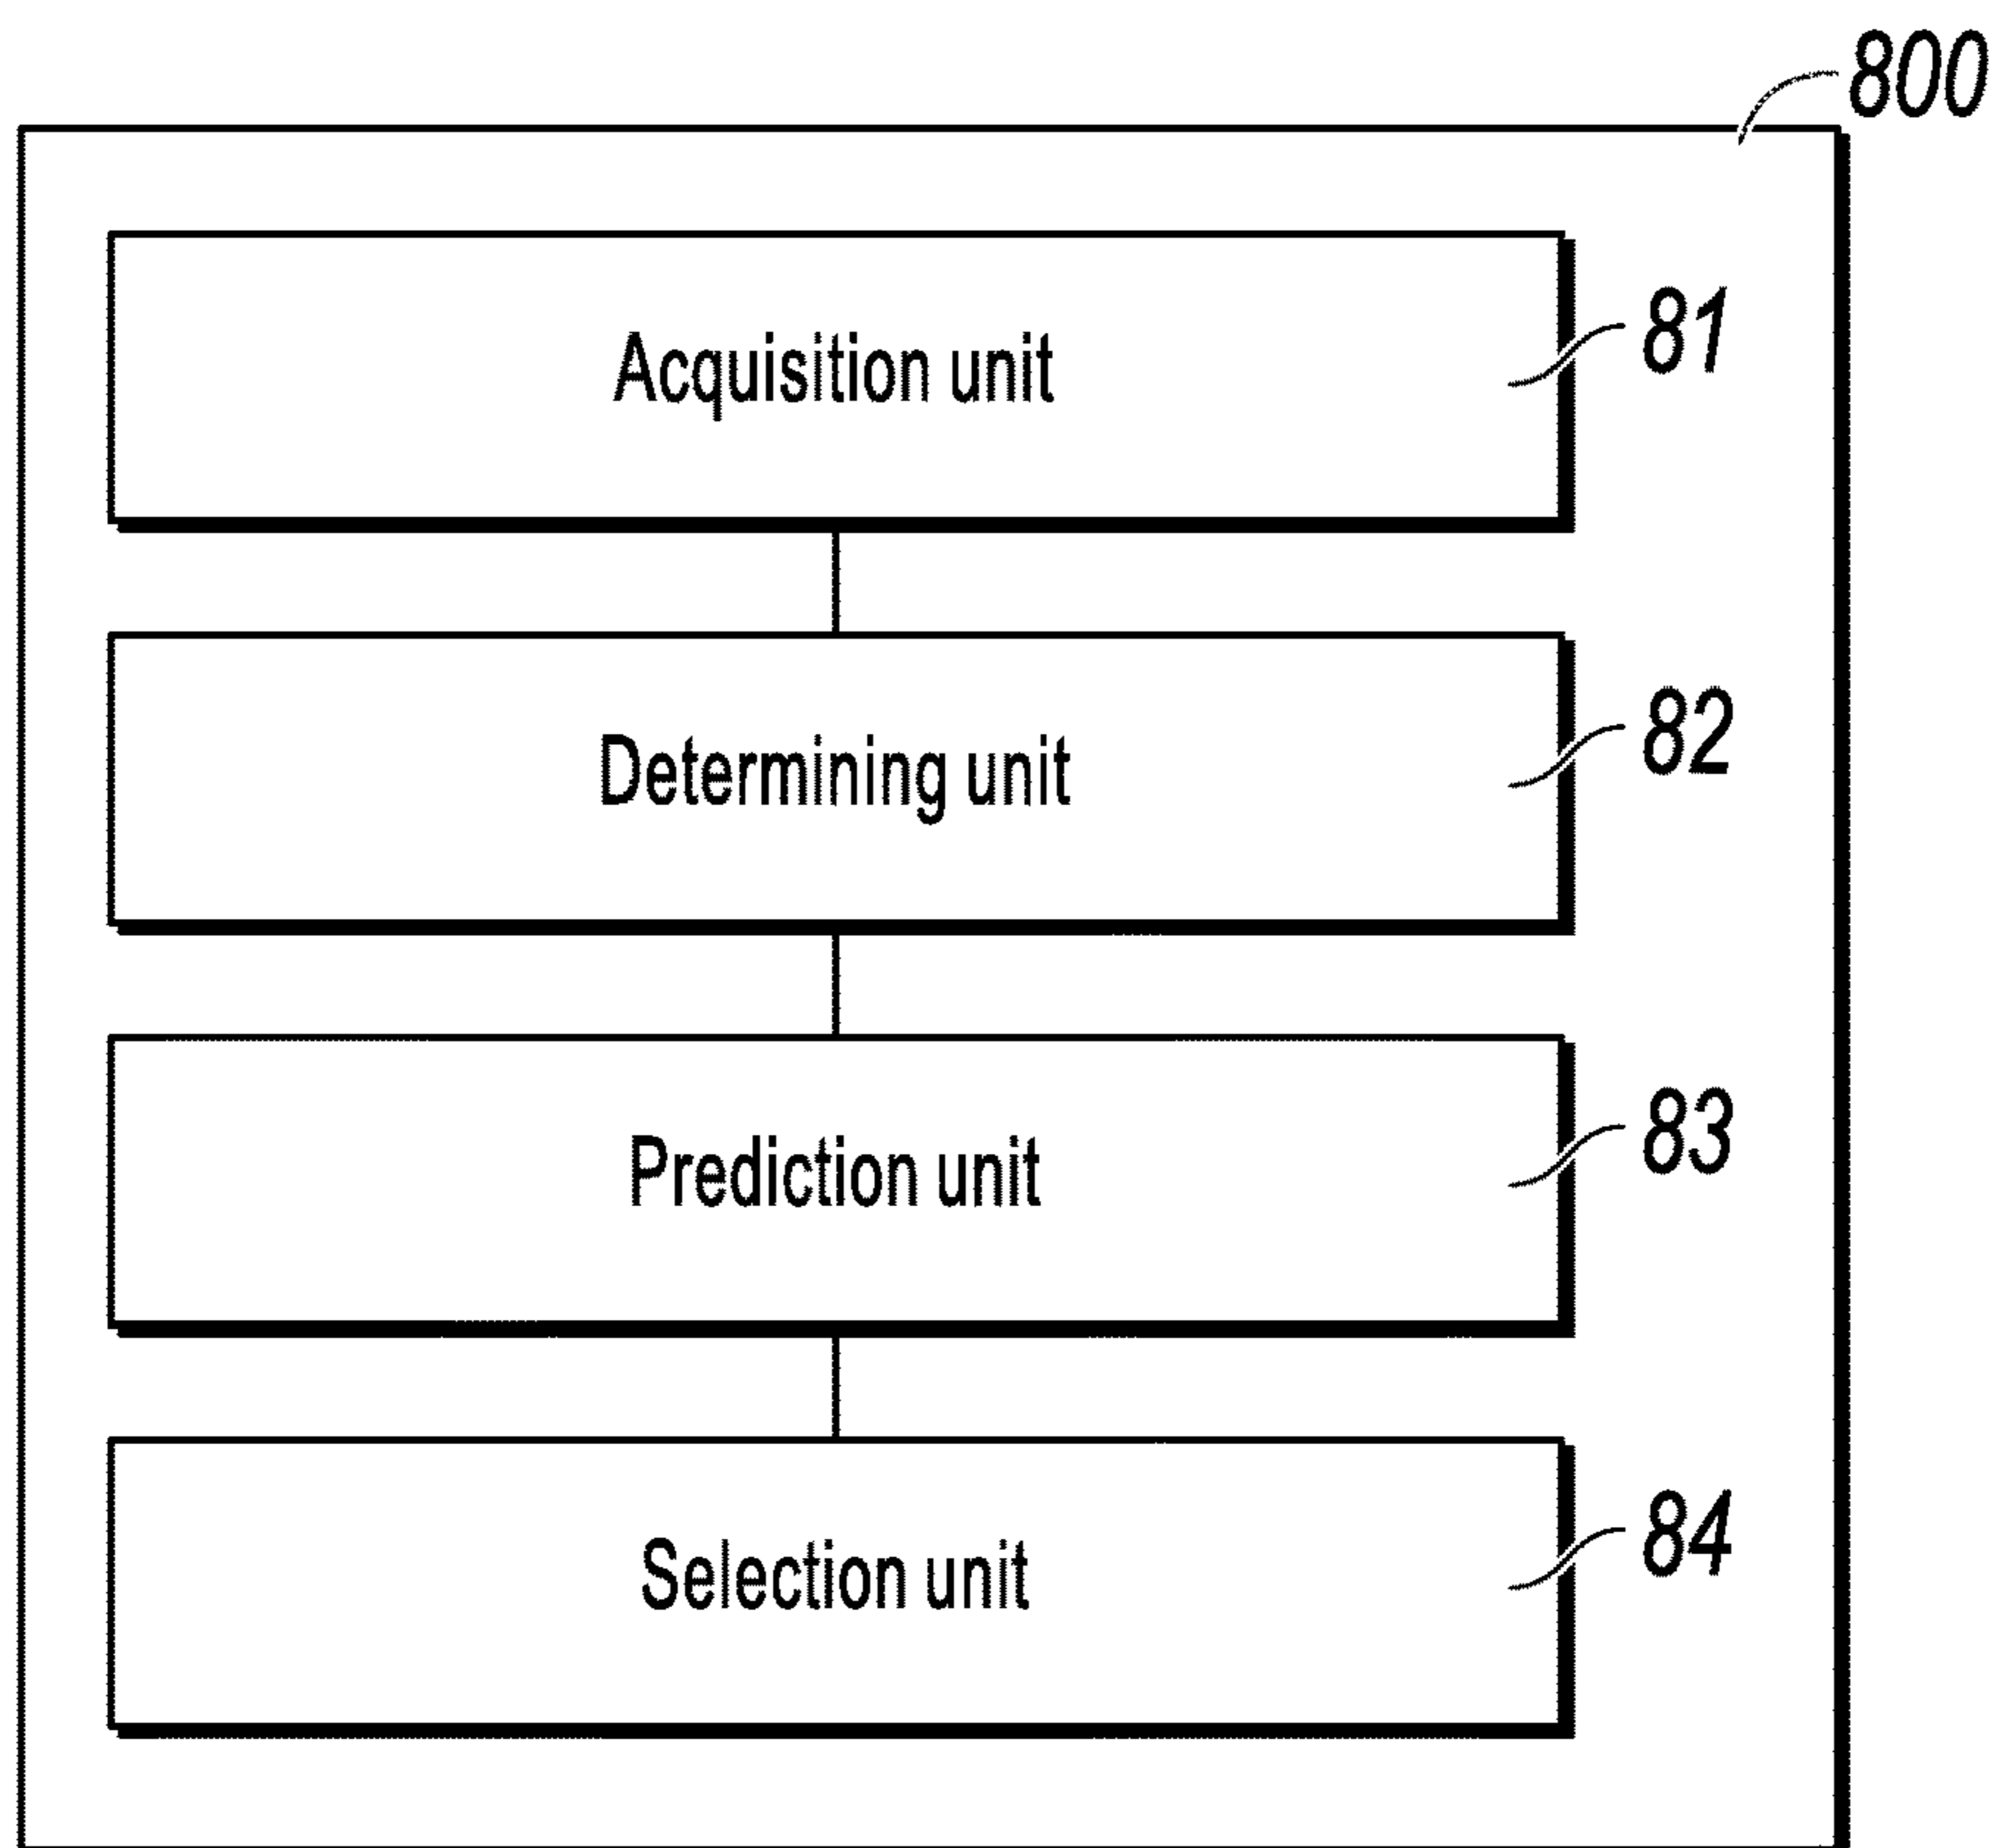 800
Acquisition unit
81
Determining unit
82
Prediction unit
83
Selection unit
84